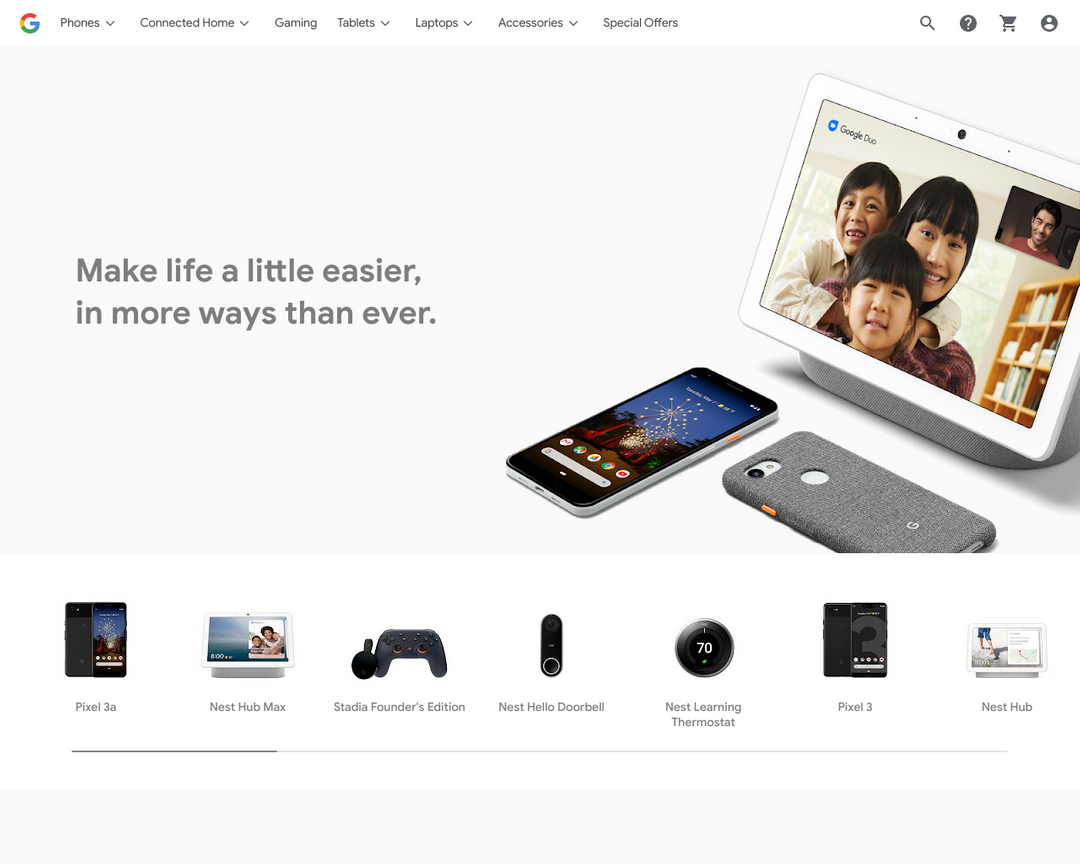 Phones
Connected Home
Gaming
Tablets
Laptops
Accessories
Special Offers
Google Duo
Make life a little easier,
in more ways than ever.
Pixel 3a
Nest Hub Max
Stadia Founder's Edition
Nest Hello Doorbell
70
Nest Learning
Thermostat
Pixel 3
Nest Hub